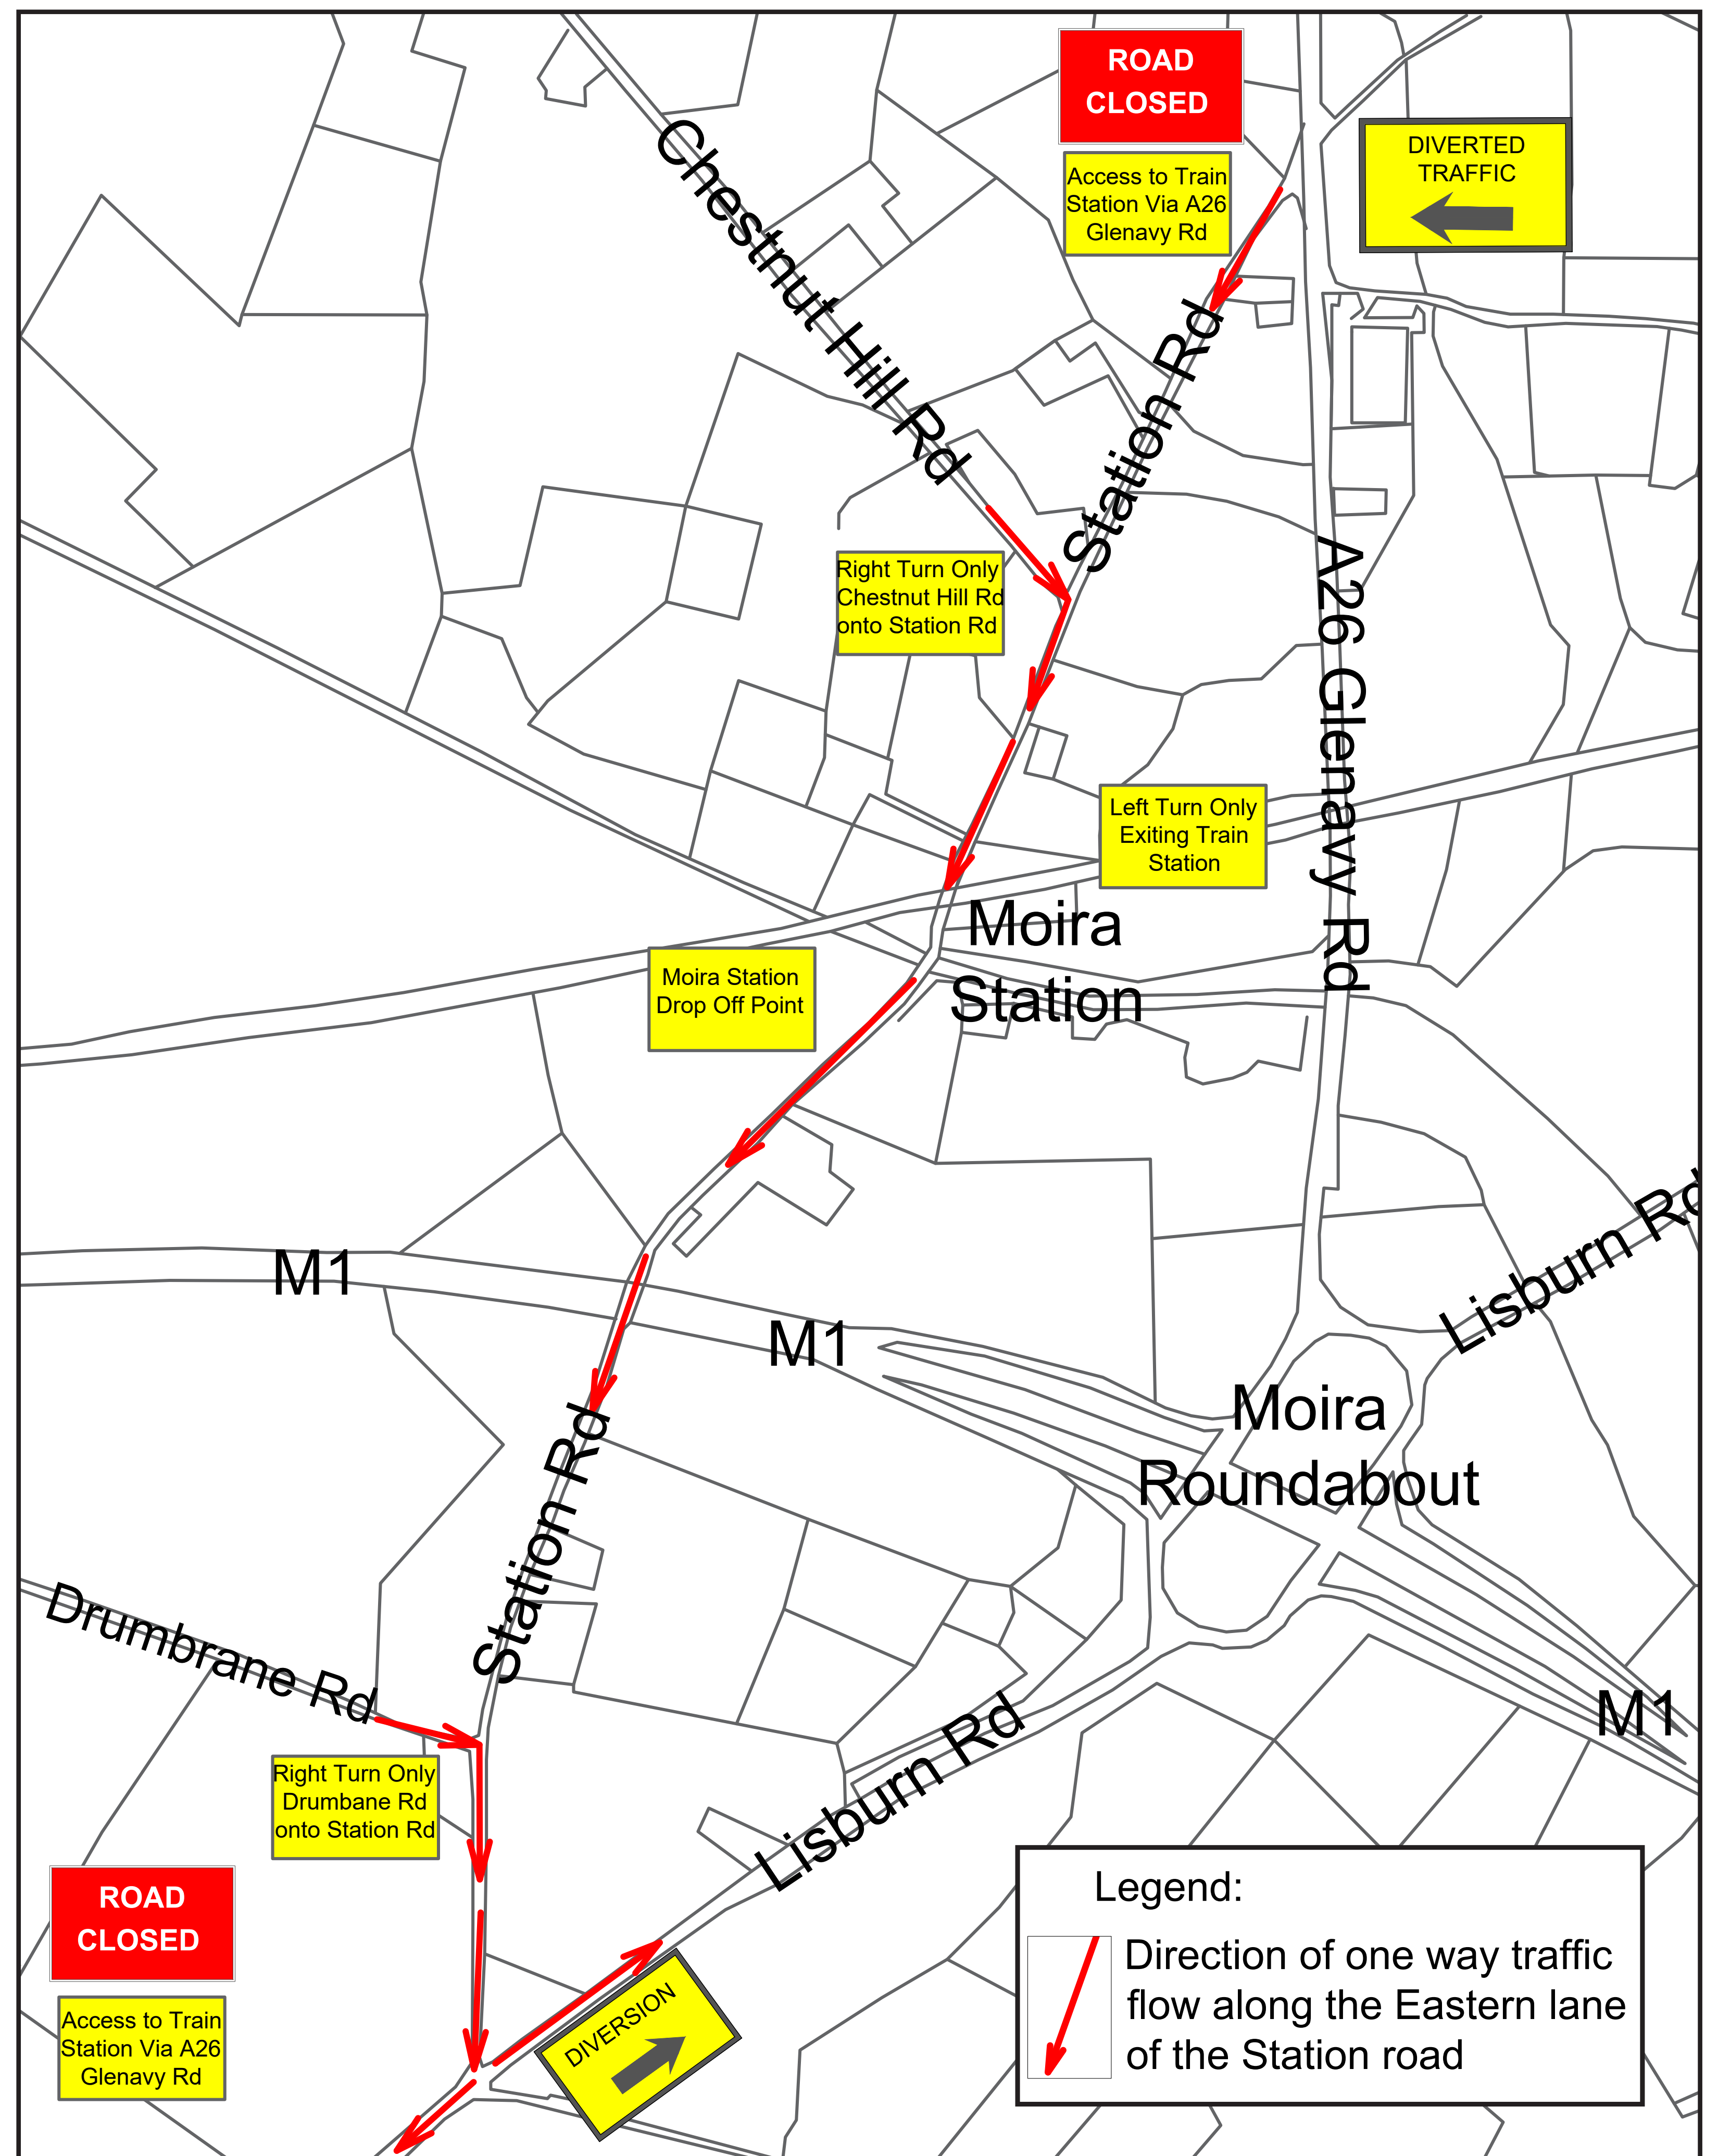 ROAD
CLOSED
Access to Train
Station Via A26
Glenavy Rd
DIVERTED
TRAFFIC
Chestnut Hill Rd
Station Rd
A26 Glenavy Rd
Right Turn Only
Chestnut Hill Rd
onto Station Rd
Left Turn Only
Exiting Train
Station
Moira
Station
Moira Station
Drop Off Point
M1
M1
Lisburn Rd
Moira
Roundabout
Station Rd
Drumbrane Rd
M1
Lisburn Rd
Right Turn Only
Drumbane Rd
onto Station Rd
ROAD
CLOSED
Access to Train
Station Via A26
Glenavy Rd
DIVERSION
Legend:
Direction of one way traffic
flow along the Eastern lane
of the Station road